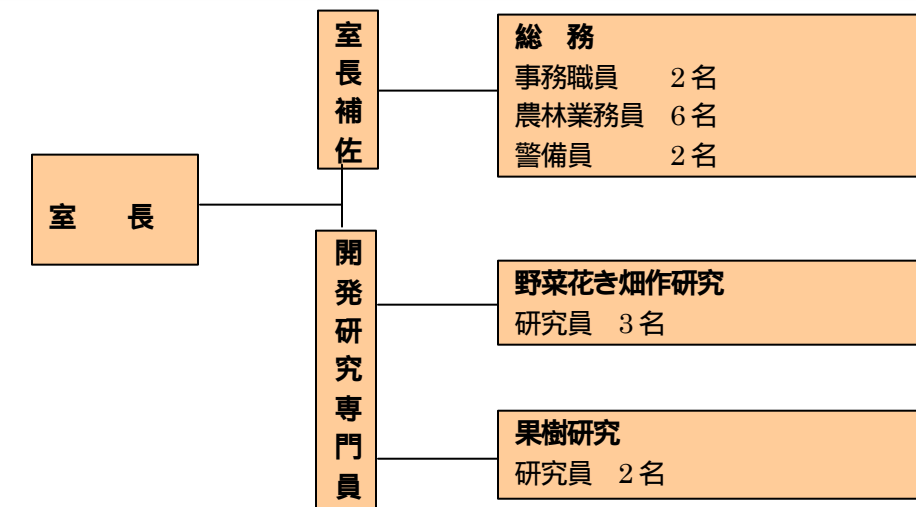 室　長
室長補佐
総　務
事務職員　　2名
農林業務員　6名
警備員　　　2名
開発研究専門員
野菜花き畑作研究
研究員　3名
果樹研究
研究員　2名